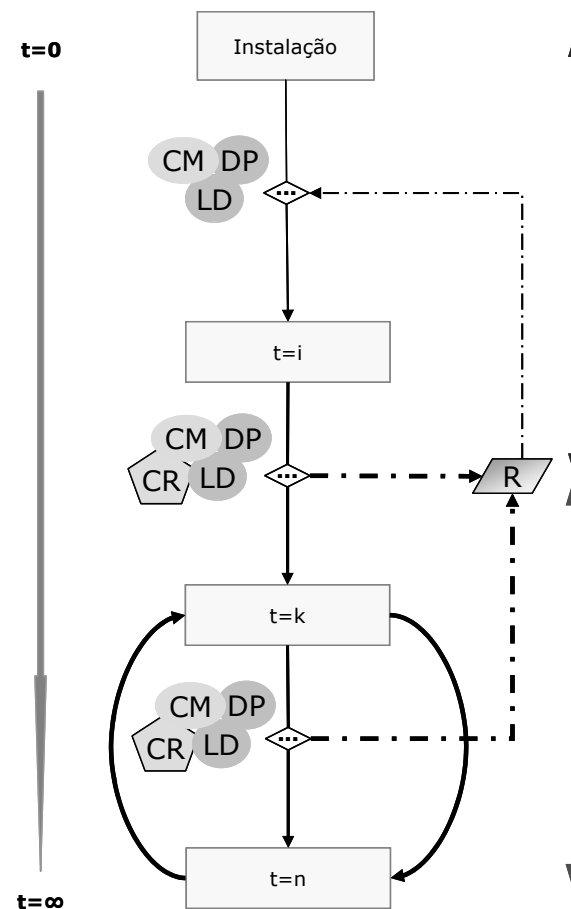 t=0
Instalação
CM DP
LD
...
t=i
CM DP
CR LD
...
R
t=k
CM DP
CR LD
...
t=n
t=∞